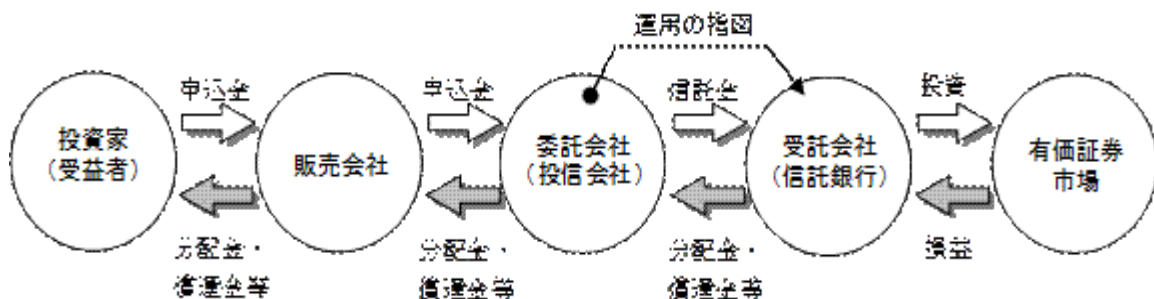 運用の指図
申込金
申込金
信託金
投資
投資家
（受益者）
販売会社
委託会社
（投信会社）
受託会社
（信託銀行）
有価証券
市場
分配金・
償還金等
分配金・
償還金等
分配金・
償還金等
損益